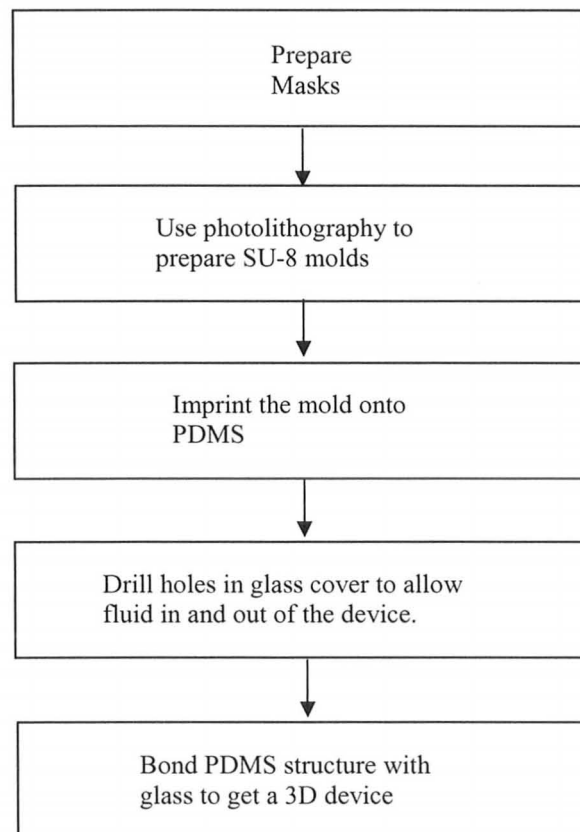 Prepare
Masks
Use photolithography to
prepare SU-8 molds
Imprint the mold onto
PDMS
Drill holes in glass cover to allow
fluid in and out of the device.
Bond PDMS structure with
glass to get a 3D device